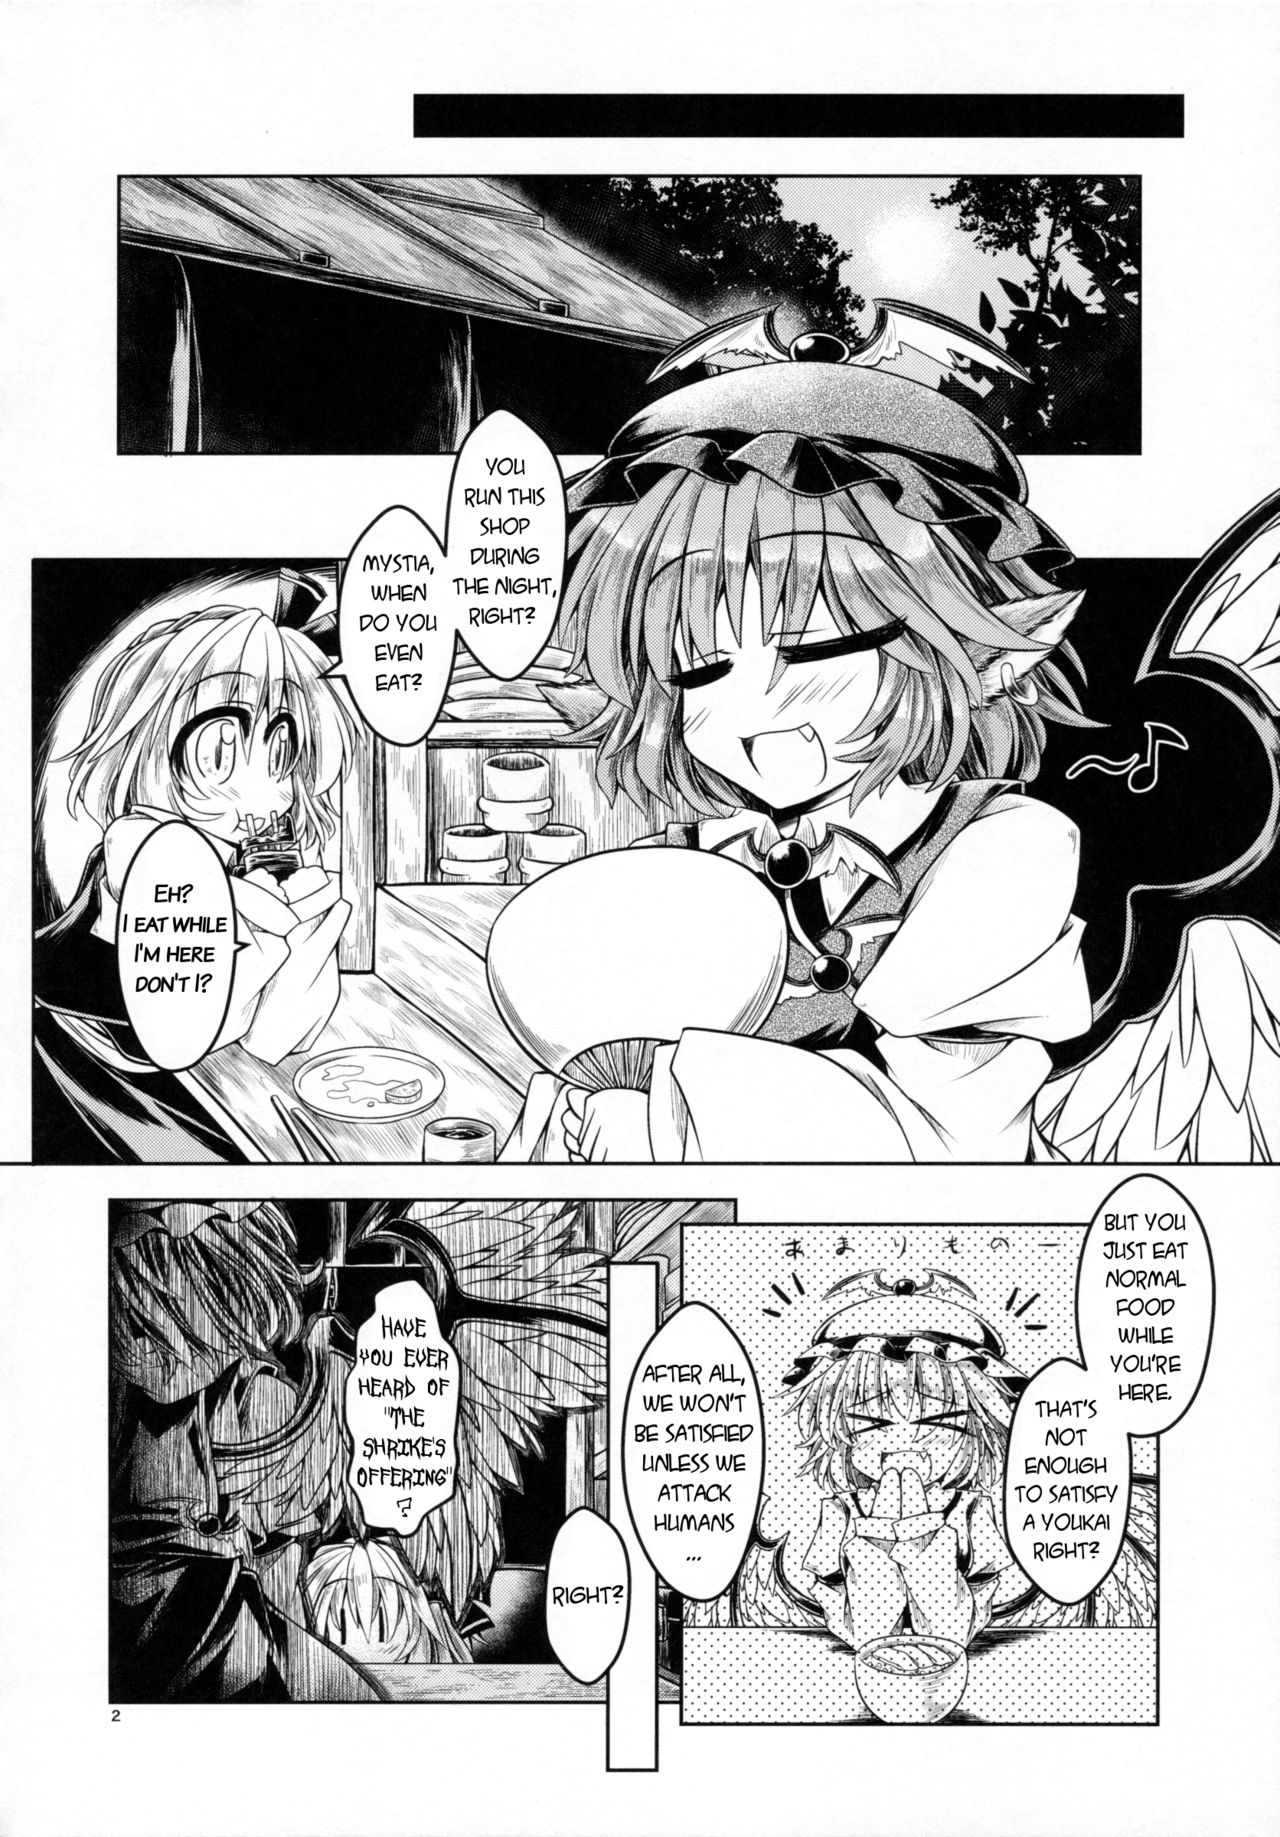 YOU
RUN THIS
SHOP
DURING
THE NIGHT,
RIGHT?
MYSTIA,
WHEN
DO YOU
EVEN
EAT?
EH?
I EAT WHILE
I'M HERE
DON'T I?
BUT YOU
JUST EAT
NORMAL
FOOD
WHILE
YOU'RE
HERE.
THAT'S
NOT
ENOUGH
TO SATISFY
A YOUKAI
RIGHT?
あまりものー
AFTER ALL,
WE WON'T
BE SATISFIED
UNLESS WE
ATTACK
HUMANS
...
RIGHT?
HAVE
YOU EVER
HEARD OF
"THE
SHRIKE'S
OFFERING"
?
2